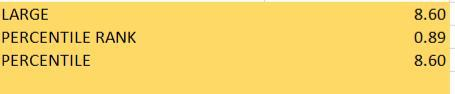 LARGE 8.60
PERCENTILE RANK 0.89
PERCENTILE 8.60